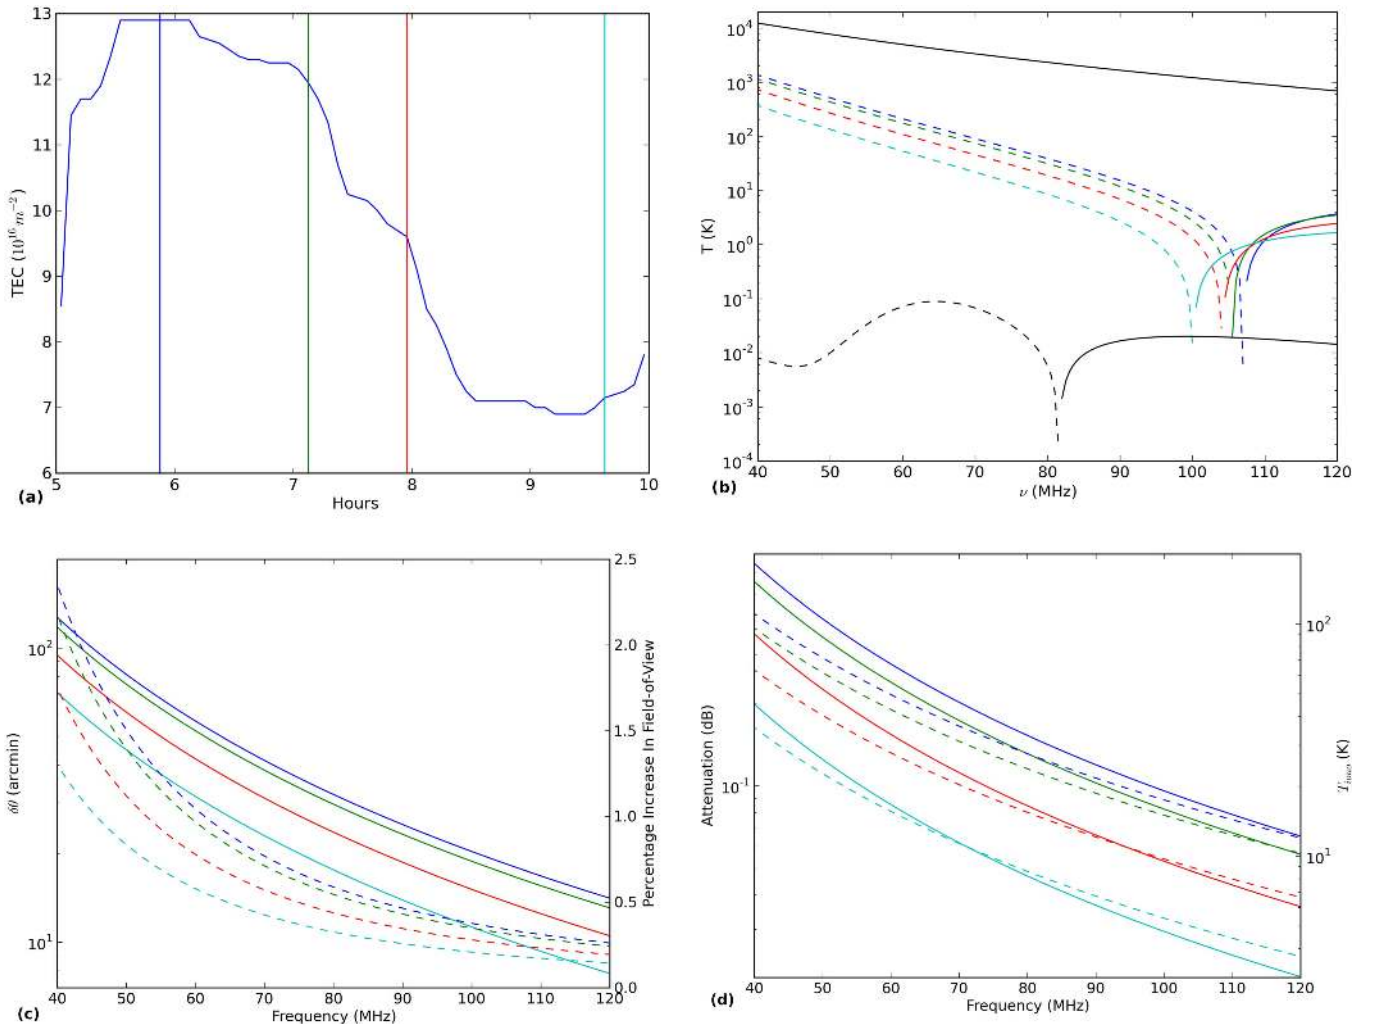 13
12
11
10
9
8
7
6
5 6 7 8 9 10
TEC (10^16 m^-2)
Hours
(a)
10^4
10^3
10^2
10^1
10^0
10^-1
10^-2
10^-3
10^-4
40 50 60 70 80 90 100 110 120
T (K)
ν (MHz)
(b)
10^2
10^1
2.5
2.0
1.5
1.0
0.5
0.0
40 50 60 70 80 90 100 110 120
δθ (arcmin)
Percentage Increase In Field-of-View
Frequency (MHz)
(c)
10^-1
10^2
10^1
40 50 60 70 80 90 100 110 120
Attenuation (dB)
(K)
Frequency (MHz)
(d)